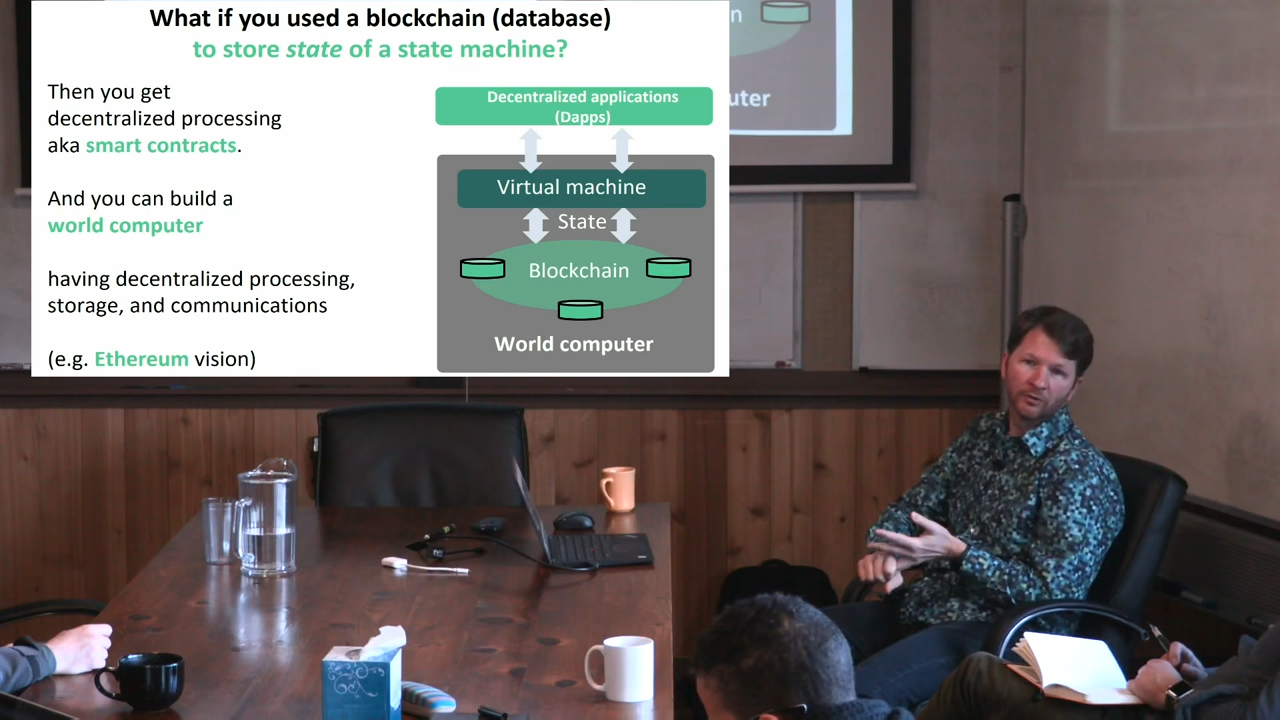 What if you used a blockchain (database)
to store state of a state machine?
Then you get
decentralized processing
aka smart contracts.
And you can build a
world computer
having decentralized processing,
storage, and communications
(e.g. Ethereum vision)
Decentralized applications
(Dapps)
Virtual machine
State
Blockchain
World computer
n
uter